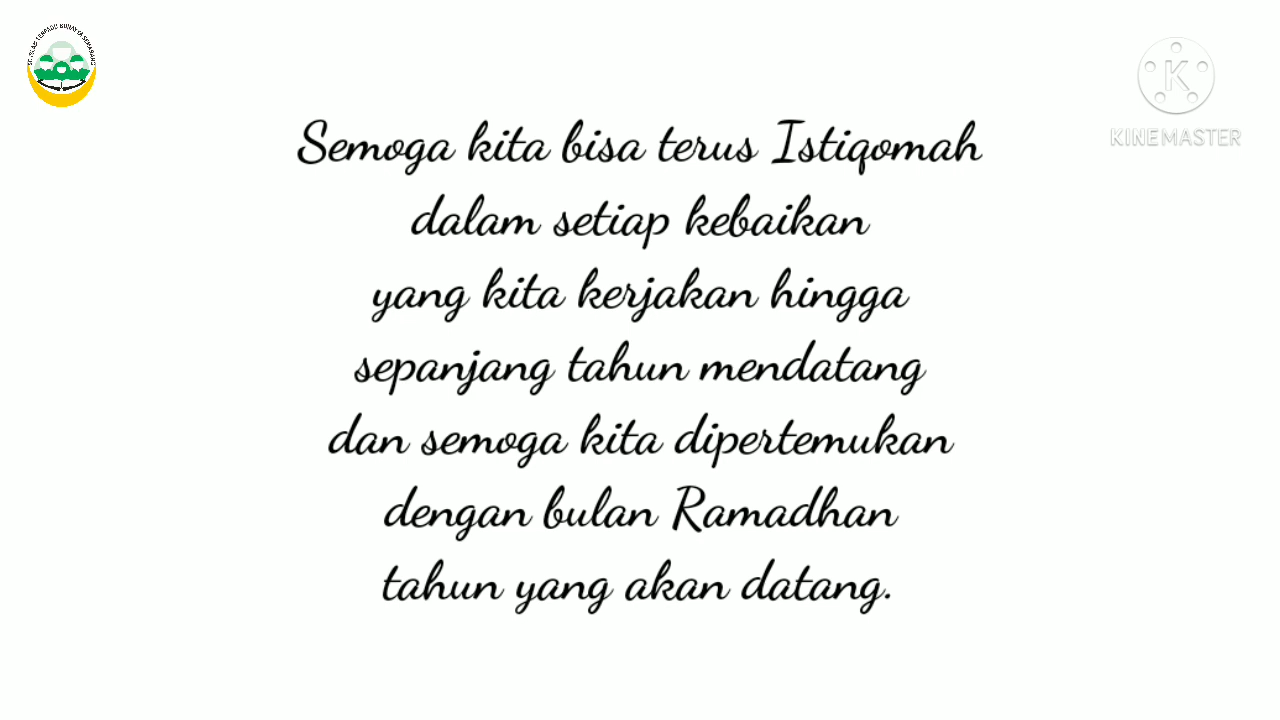 Semoga kita bisa terus Istiqomah
dalam setiap kebaikan
yang kita kerjakan hingga
sepanjang tahun mendatang
dan semoga kita dipertemukan
dengan bulan Ramadhan
tahun yang akan datang.
K
KINEMASTER